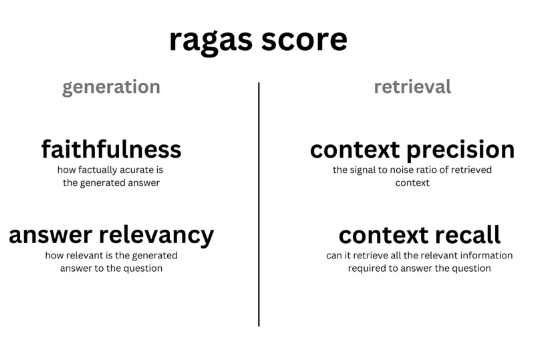 ragas score
generation
faithfulness
how factually acurate is
the generated answer
answer relevancy
how relevant is the generated
answer to the question
retrieval
context precision
the signal to noise ratio of retrieved
context
context recall
can it retrieve all the relevant information
required to answer the question